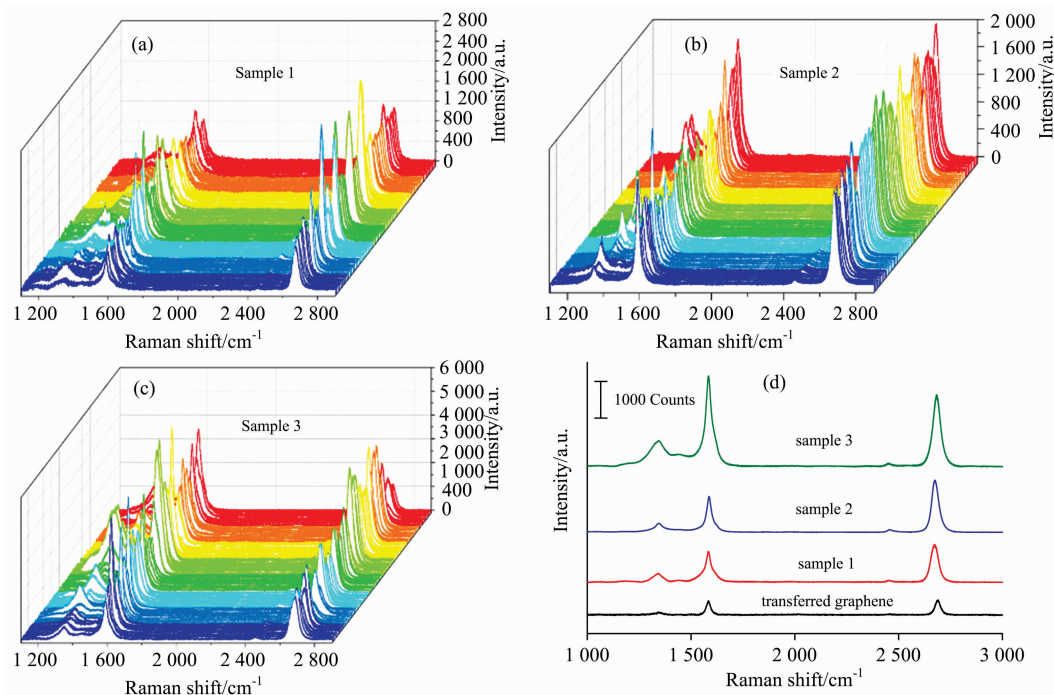 (a)
Sample 1
2 800
2 400
2 000
1 600
1 200
800
400
0
Intensity/a.u.
1 200 1 600 2 000 2 400 2 800
Raman shift/cm-1
(b)
Sample 2
2 000
1 600
1 200
800
400
0
Intensity/a.u.
1 200 1 600 2 000 2 400 2 800
Raman shift/cm-1
(c)
Sample 3
6 000
5 000
4 000
3 000
2 000
1 000
400
0
Intensity/a.u.
1 200 1 600 2 000 2 400 2 800
Raman shift/cm-1
(d)
1000 Counts
sample 3
sample 2
sample 1
transferred graphene
Intensity/a.u.
1 000 1 500 2 000 2 500 3 000
Raman shift/cm-1